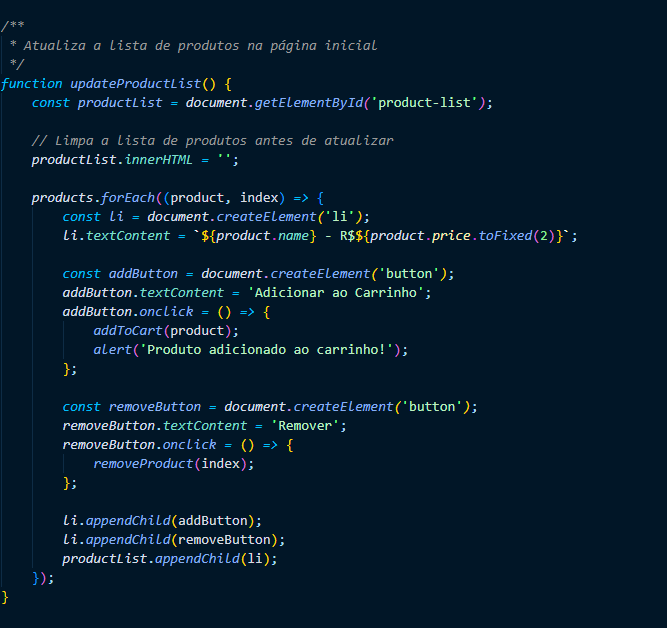 /**
 * Atualiza a lista de produtos na página inicial
 */
function updateProductList() {
    const productList = document.getElementById('product-list');

    // Limpa a lista de produtos antes de atualizar
    productList.innerHTML = '';

    products.forEach((product, index) => {
        const li = document.createElement('li');
        li.textContent = `${product.name} - R$${product.price.toFixed(2)}`;

        const addButton = document.createElement('button');
        addButton.textContent = 'Adicionar ao Carrinho';
        addButton.onclick = () => {
            addToCart(product);
            alert('Produto adicionado ao carrinho!');
        };

        const removeButton = document.createElement('button');
        removeButton.textContent = 'Remover';
        removeButton.onclick = () => {
            removeProduct(index);
        };

        li.appendChild(addButton);
        li.appendChild(removeButton);
        productList.appendChild(li);
    });
}